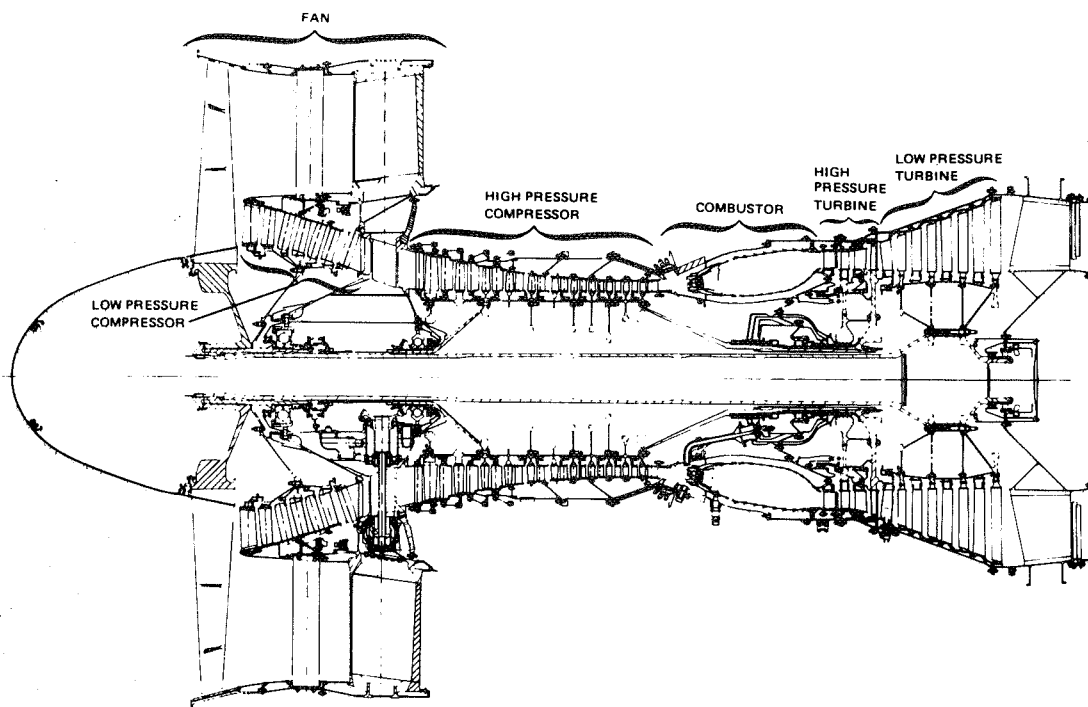 FAN
LOW PRESSURE
TURBINE
HIGH
PRESSURE
TURBINE
HIGH PRESSURE
COMPRESSOR
COMBUSTOR
LOW PRESSURE
COMPRESSOR